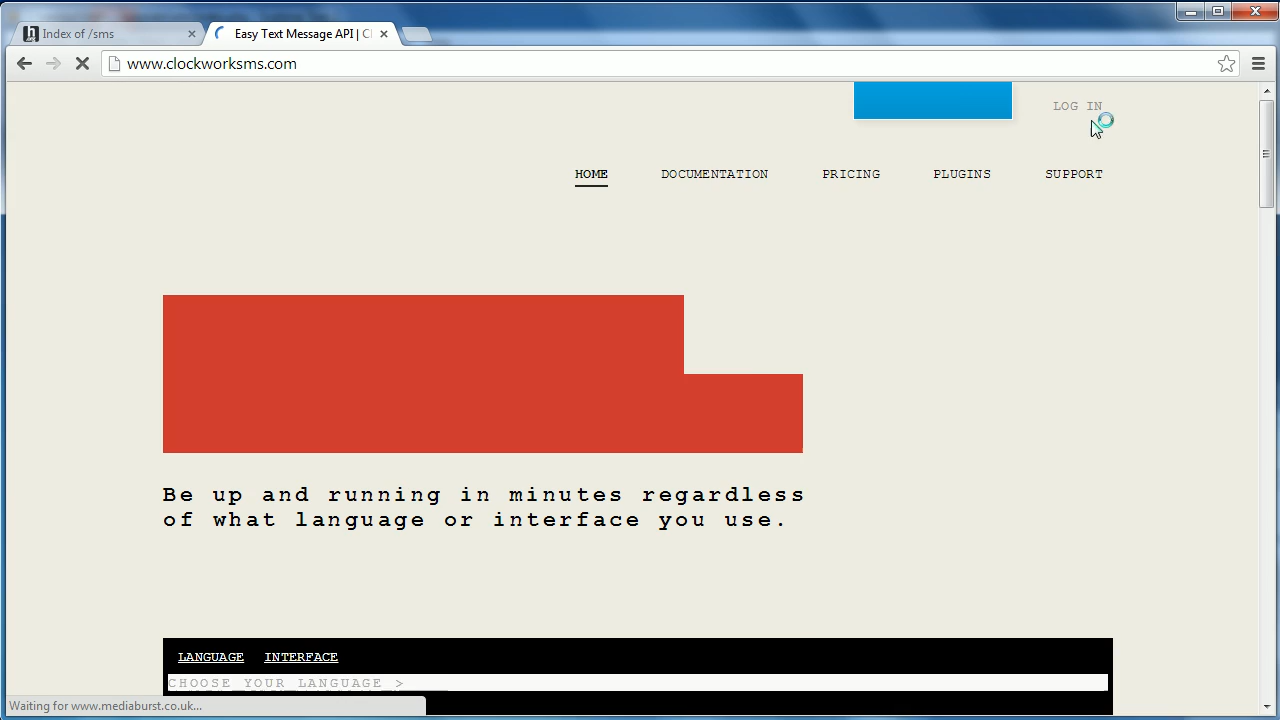 Index of /sms
Easy Text Message API | Cl
www.clockworksms.com
LOG IN
HOME DOCUMENTATION PRICING PLUGINS SUPPORT
Be up and running in minutes regardless
of what language or interface you use.
LANGUAGE INTERFACE
CHOOSE YOUR LANGUAGE >
Waiting for www.mediaburst.co.uk...